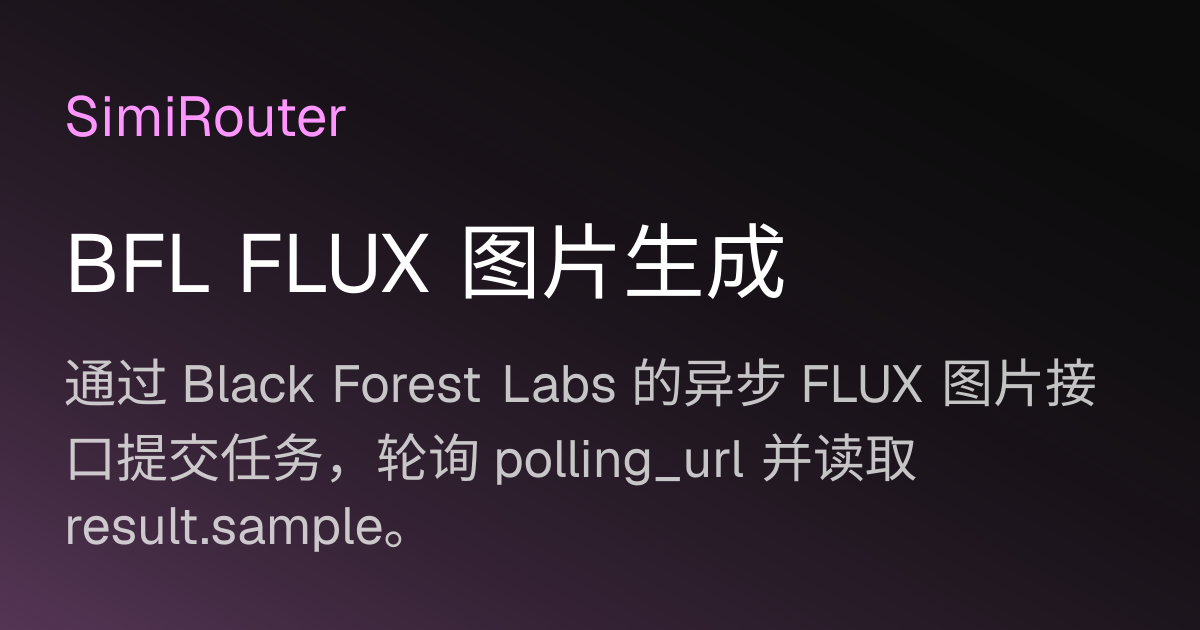 SimiRouter
BFL FLUX 图片生成
通过 Black Forest Labs 的异步 FLUX 图片接
口提交任务，轮询 polling_url 并读取
result.sample。